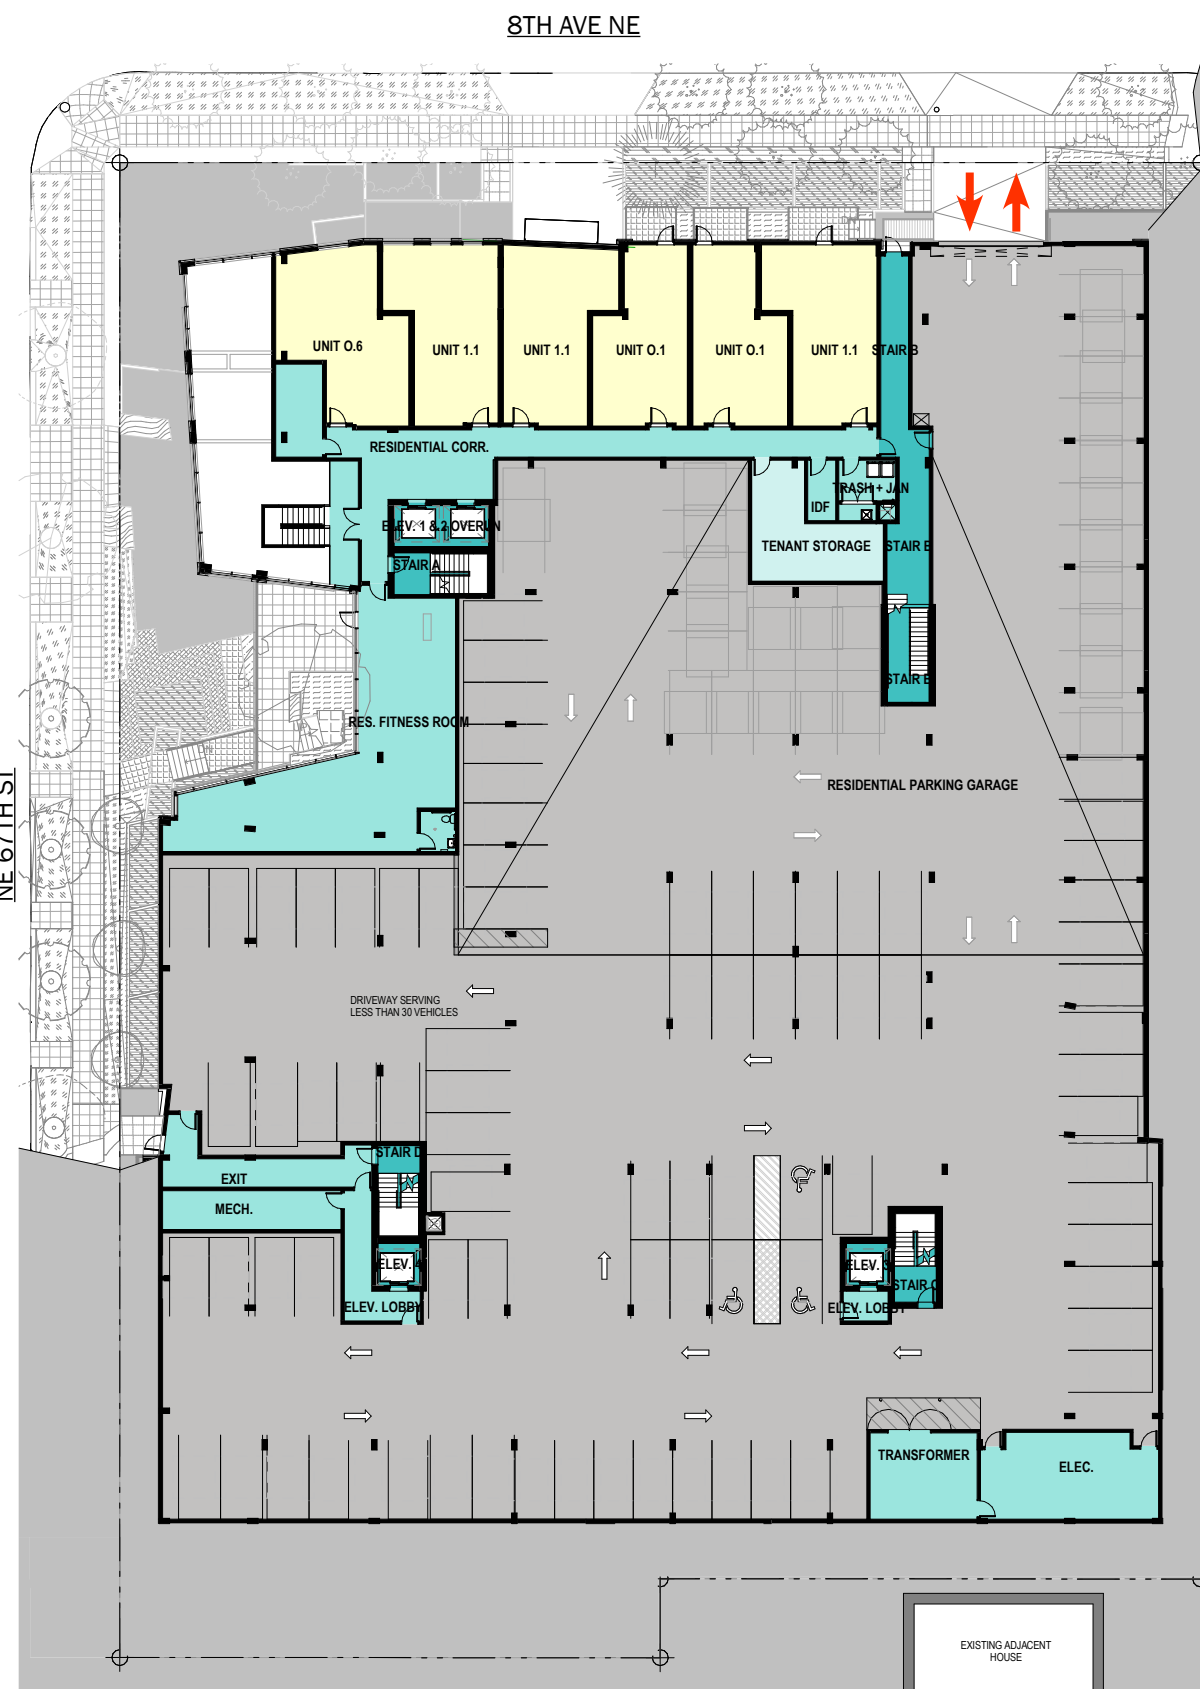 8TH AVE NE
UNIT O.6
UNIT 1.1
UNIT 1.1
UNIT O.1
UNIT O.1
UNIT 1.1
STAIR B
RESIDENTIAL CORR.
TRASH + JAN
IDF
ELEV. 1 & 2 OVERUN
TENANT STORAGE
STAIR B
STAIR A
STAIR B
RES. FITNESS ROOM
NE 67TH ST
RESIDENTIAL PARKING GARAGE
DRIVEWAY SERVING
LESS THAN 30 VEHICLES
STAIR D
EXIT
MECH.
ELEV. 4
ELEV. LOBBY
ELEV. 3
STAIR C
ELEV. LOBBY
TRANSFORMER
ELEC.
EXISTING ADJACENT
HOUSE